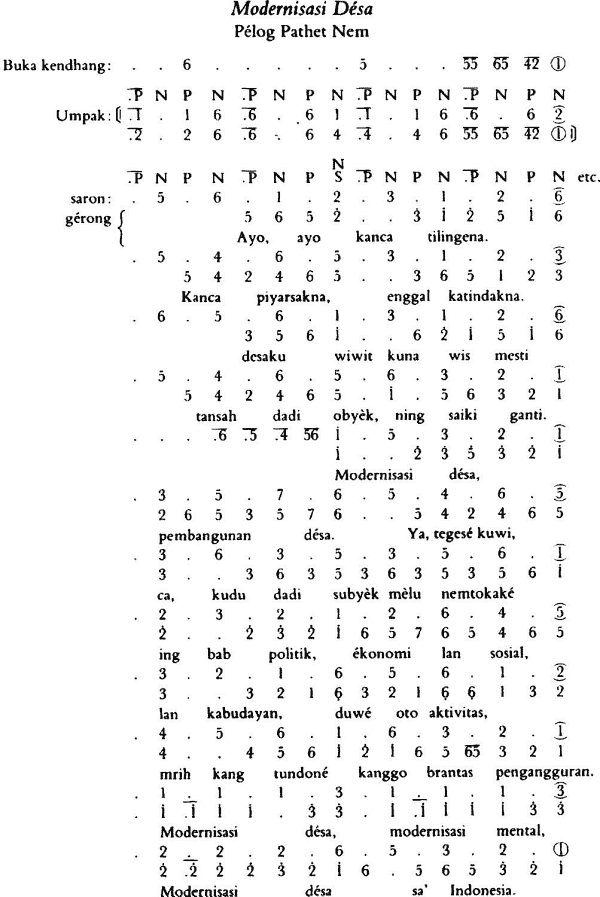 Modernisasi Désa
Pélog Pathet Nem
Buka kendhang: . . 6 . . . . . 5 . . . 5̅5̅ 6̅5̅ 4̅2̅ ①
.̅P̅ N P N .̅P̅ N P N .̅P̅ N P N .̅P̅ N P N
Umpak: [| .̅1̅ . 1 6 .̅6̅ . 6 1 .̅1̅ . 1 6 .̅6̅ . 6 2̑
.̅2̅ . 2 6 .̅6̅ . 6 4 .̅4̅ . 4 6 5̅5̅ 6̅5̅ 4̅2̅ ① |]
N
.̅P̅ N P N .̅P̅ N P S .̅P̅ N P N .̅P̅ N P N etc.
saron: . 5 . 6 . 1 . 2 . 3 . 1 . 2 . 6̑
gérong { 5 6 5 2̇ . . 3̇ 1̇ 2̇ 5 1̇ 6
Ayo, ayo kanca tilingena.
. 5 . 4 . 6 . 5 . 3 . 1 . 2 . 3̑
5 4 2 4 6 5 . . 3 6 5 1 2 3
Kanca piyarsakna, enggal katindakna.
. 6 . 5 . 6 . 1 . 3 . 1 . 2 . 6̑
3 5 6 1̇ . . 6 2̇ 1̇ 5 1̇ 6
desaku wiwit kuna wis mesti
. 5 . 4 . 6 . 5 . 6 . 3 . 2 . 1̑
5 4 2 4 6 5 . 1̇ . 5 6 3 2 1
tansah dadi obyèk, ning saiki ganti.
. . . .̅6̅ .̅5̅ .̅4̅ 5̅6̅ 1̇ . 5 . 3 . 2 . 1̑
1̇ . . 2̇ 3̇ 5̇ 3̇ 2̇ 1̇
Modernisasi désa,
. 3 . 5 . 7 . 6 . 5 . 4 . 6 . 5̑
2 6 5 3 5 7 6 . . 5 4 2 4 6 5
pembangunan désa. Ya, tegesé kuwi,
. 3 . 6 . 3 . 5 . 3 . 5 . 6 . 1̑
3 . . 3 6 3 5 3 6 3 5 3 5 6 1̇
ca, kudu dadi subyèk mèlu nemtokaké
. 2 . 3 . 2 . 1 . 2 . 6 . 4 . 5̑
2̇ . . 2̇ 3̇ 2̇ 1̇ 6 5 7 6 5 4 6 5
ing bab politik, ékonomi lan sosial,
. 3 . 2 . 1 . 6 . 5 . 6 . 1 . 2̑
3 . . 3 2 1 6̣ 3 2 1 6̣ 6̣ 1 3 2
lan kabudayan, duwé oto aktivitas,
. 4 . 5 . 6 . 1 . 6 . 3 . 2 . 1̑
4 . . 4 5 6 1̇ 2̇ 1̇ 6 5 6̅5̅ 3 2 1
mrih kang tundoné kanggo brantas pengangguran.
. 1 . 1 . 1 . 3 . 1 . 1 . 1 . 3̑
1̇ .̅1̅̇ 1̇ 1̇ . 3̇ 3̇ . 1̇ .̅1̅̇ 1̇ 1̇ 1̇ 3̇ 3̇
Modernisasi désa, modernisasi mental,
. 2 . 2 . 2 . 6 . 5 . 3 . 2 . ①
2̇ .̅2̅̇ 2̇ 2̇ 3̇ 2̇ 1̇ 6 . 5 6 5 3̇ 2̇ 1̇
Modernisasi désa sa' Indonesia.